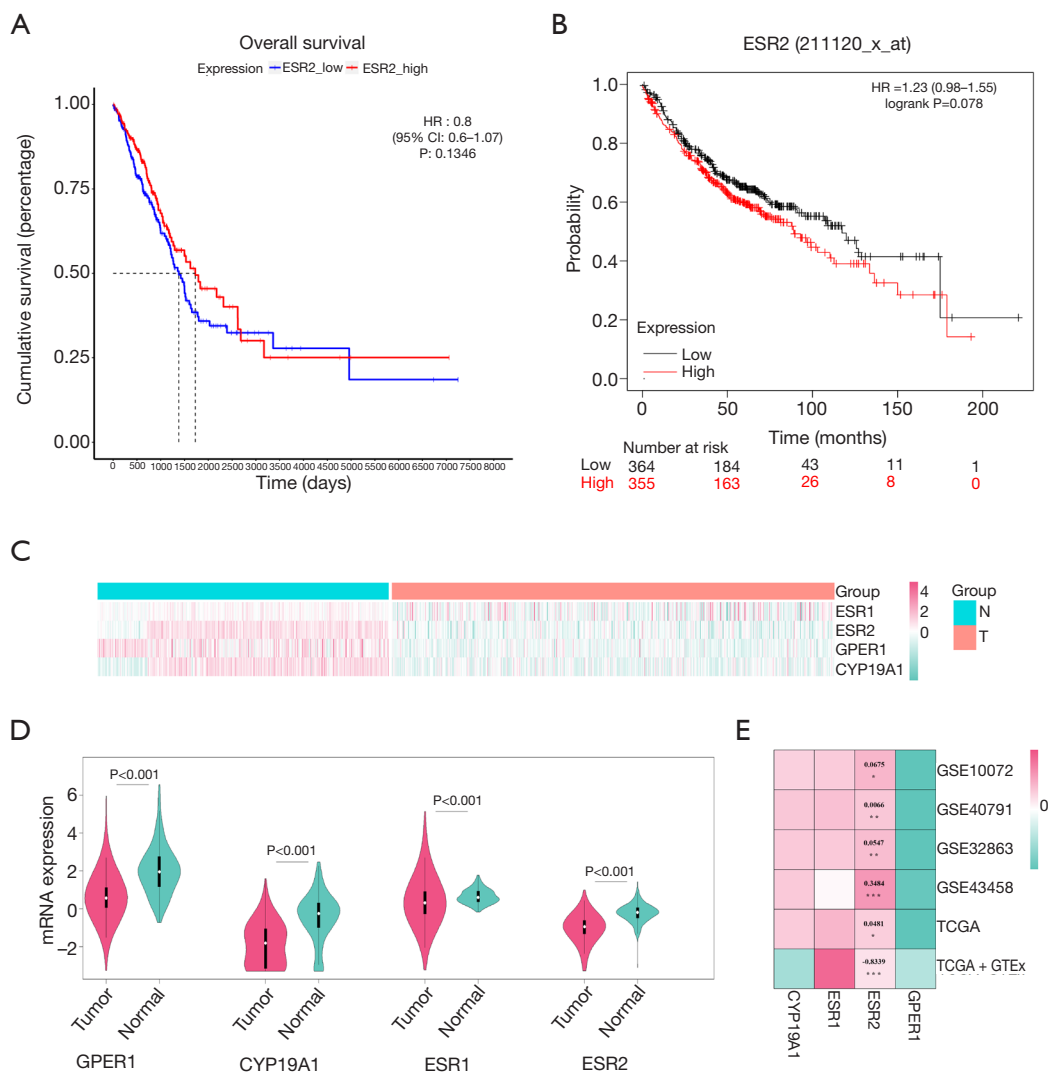 A
Overall survival
Expression ESR2_low ESR2_high
HR : 0.8
(95% CI: 0.6–1.07)
P: 0.1346
Cumulative survival (percentage)
1.00
0.75
0.50
0.25
0.00
0 500 1000 1500 2000 2500 3000 3500 4000 4500 5000 5500 6000 6500 7000 7500 8000
Time (days)
B
ESR2 (211120_x_at)
HR =1.23 (0.98–1.55)
logrank P=0.078
Probability
1.0
0.8
0.6
0.4
0.2
0.0
Expression
Low
High
0 50 100 150 200
Time (months)
Number at risk
Low 364 184 43 11 1
High 355 163 26 8 0
C
Group
ESR1
ESR2
GPER1
CYP19A1
4
2
0
Group
N
T
D
mRNA expression
6
4
2
0
−2
P<0.001
P<0.001
P<0.001
P<0.001
Tumor Normal Tumor Normal Tumor Normal Tumor Normal
GPER1 CYP19A1 ESR1 ESR2
E
0.0675
*
GSE10072
0.0066
**
GSE40791
0.0547
**
GSE32863
0.3484
***
GSE43458
0.0481
*
TCGA
-0.8339
***
TCGA + GTEx
CYP19A1
ESR1
ESR2
GPER1
0